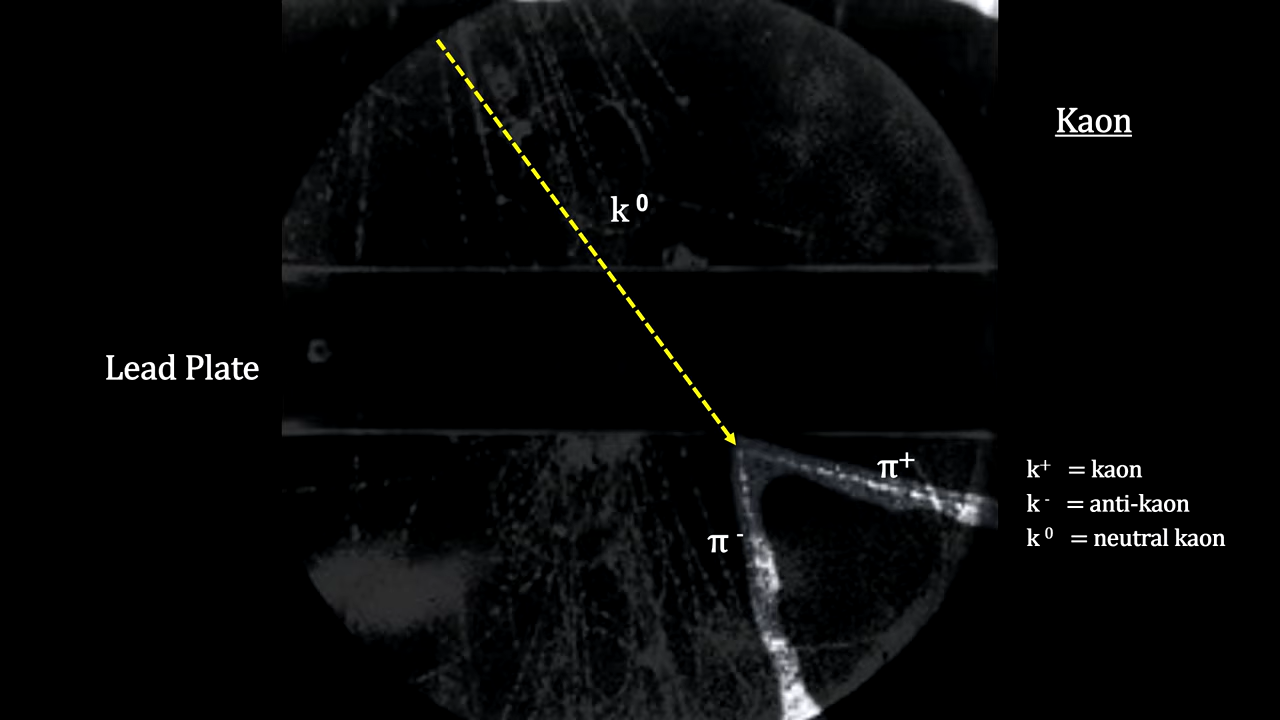 Kaon
k⁰
Lead Plate
π⁺
k⁺ = kaon
k⁻ = anti-kaon
k⁰ = neutral kaon
π⁻